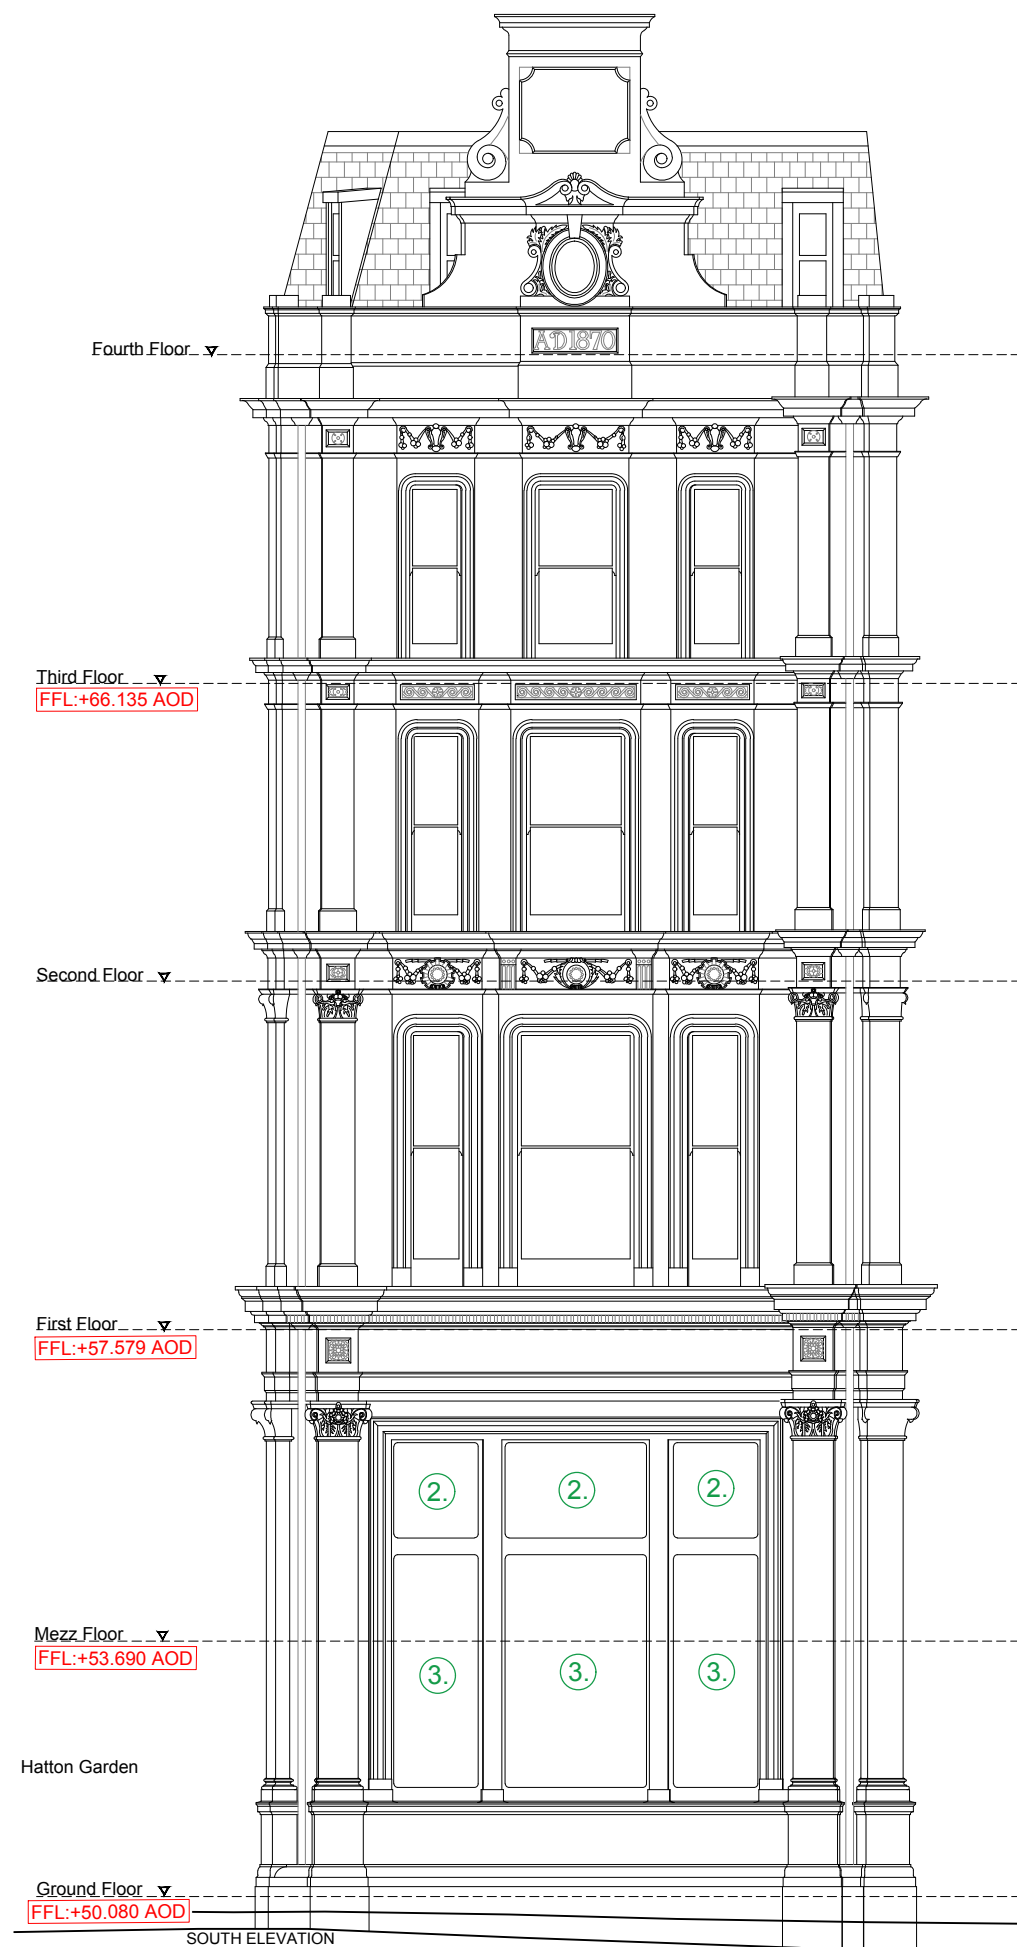 AD1870
Fourth Floor
Third Floor
FFL:+66.135 AOD
Second Floor
First Floor
FFL:+57.579 AOD
2. 2. 2.
Mezz Floor
FFL:+53.690 AOD
3. 3. 3.
Hatton Garden
Ground Floor
FFL:+50.080 AOD
SOUTH ELEVATION